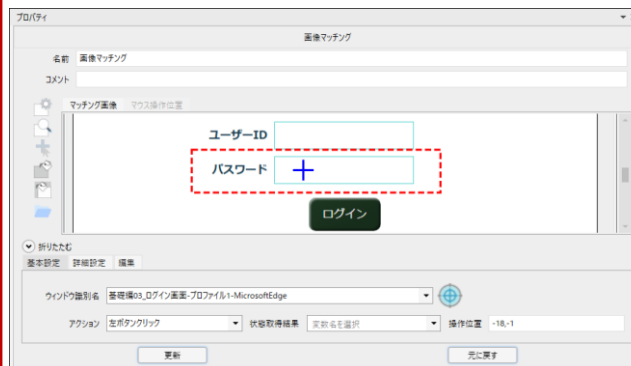 プロパティ
画像マッチング
名前 画像マッチング
コメント
マッチング画像 マウス操作位置
ユーザーID
パスワード
ログイン
折りたたむ
基本設定 詳細設定 編集
ウィンドウ識別名 基礎編03_ログイン画面-プロファイル1-MicrosoftEdge
アクション 左ボタンクリック 状態取得結果 変数名を選択 操作位置 -18,-1
更新 元に戻す